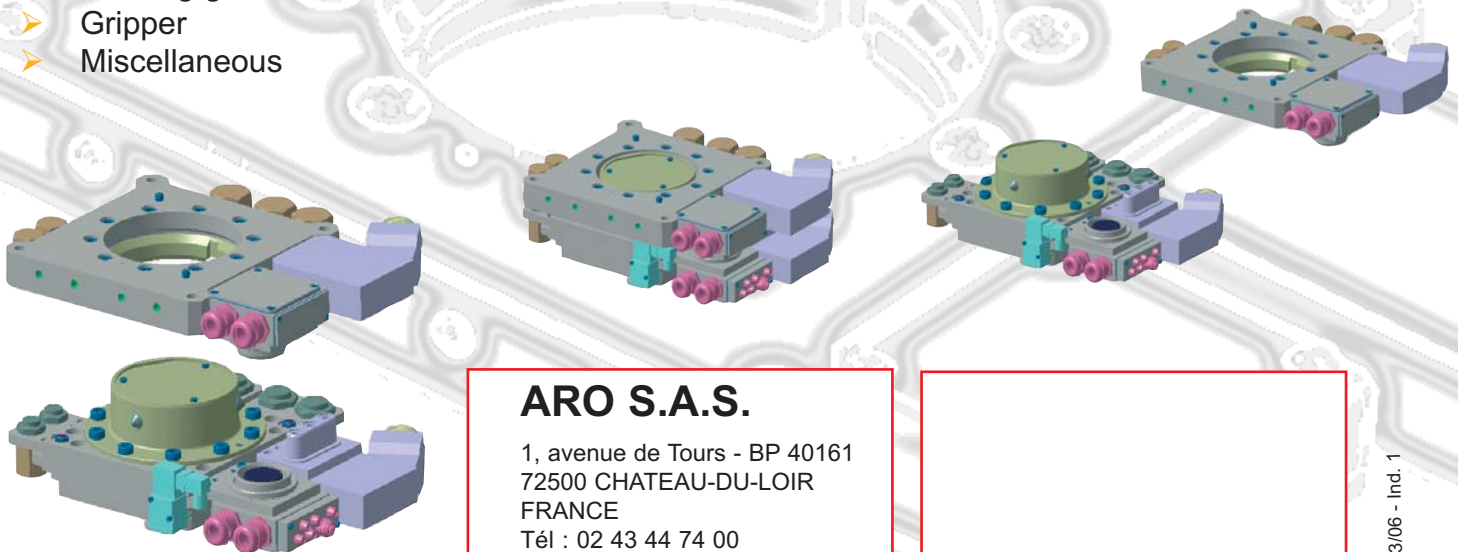 Gripper
Miscellaneous
ARO S.A.S.
1, avenue de Tours - BP 40161
72500 CHATEAU-DU-LOIR
FRANCE
Tél : 02 43 44 74 00
3/06 - Ind. 1